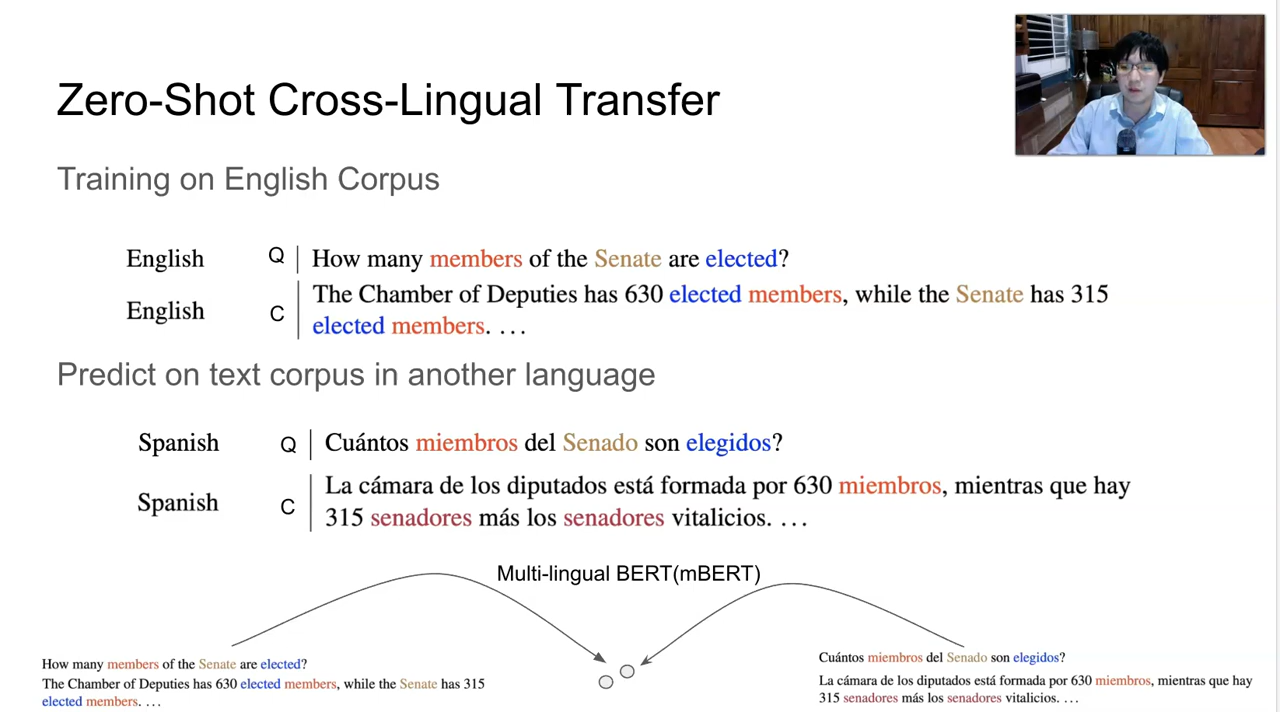 Zero-Shot Cross-Lingual Transfer
Training on English Corpus
English Q How many members of the Senate are elected?
English C The Chamber of Deputies has 630 elected members, while the Senate has 315
elected members. . . .
Predict on text corpus in another language
Spanish Q Cuántos miembros del Senado son elegidos?
Spanish C La cámara de los diputados está formada por 630 miembros, mientras que hay
315 senadores más los senadores vitalicios. . . .
Multi-lingual BERT(mBERT)
How many members of the Senate are elected?
The Chamber of Deputies has 630 elected members, while the Senate has 315
elected members. . . .
Cuántos miembros del Senado son elegidos?
La cámara de los diputados está formada por 630 miembros, mientras que hay
315 senadores más los senadores vitalicios. . . .